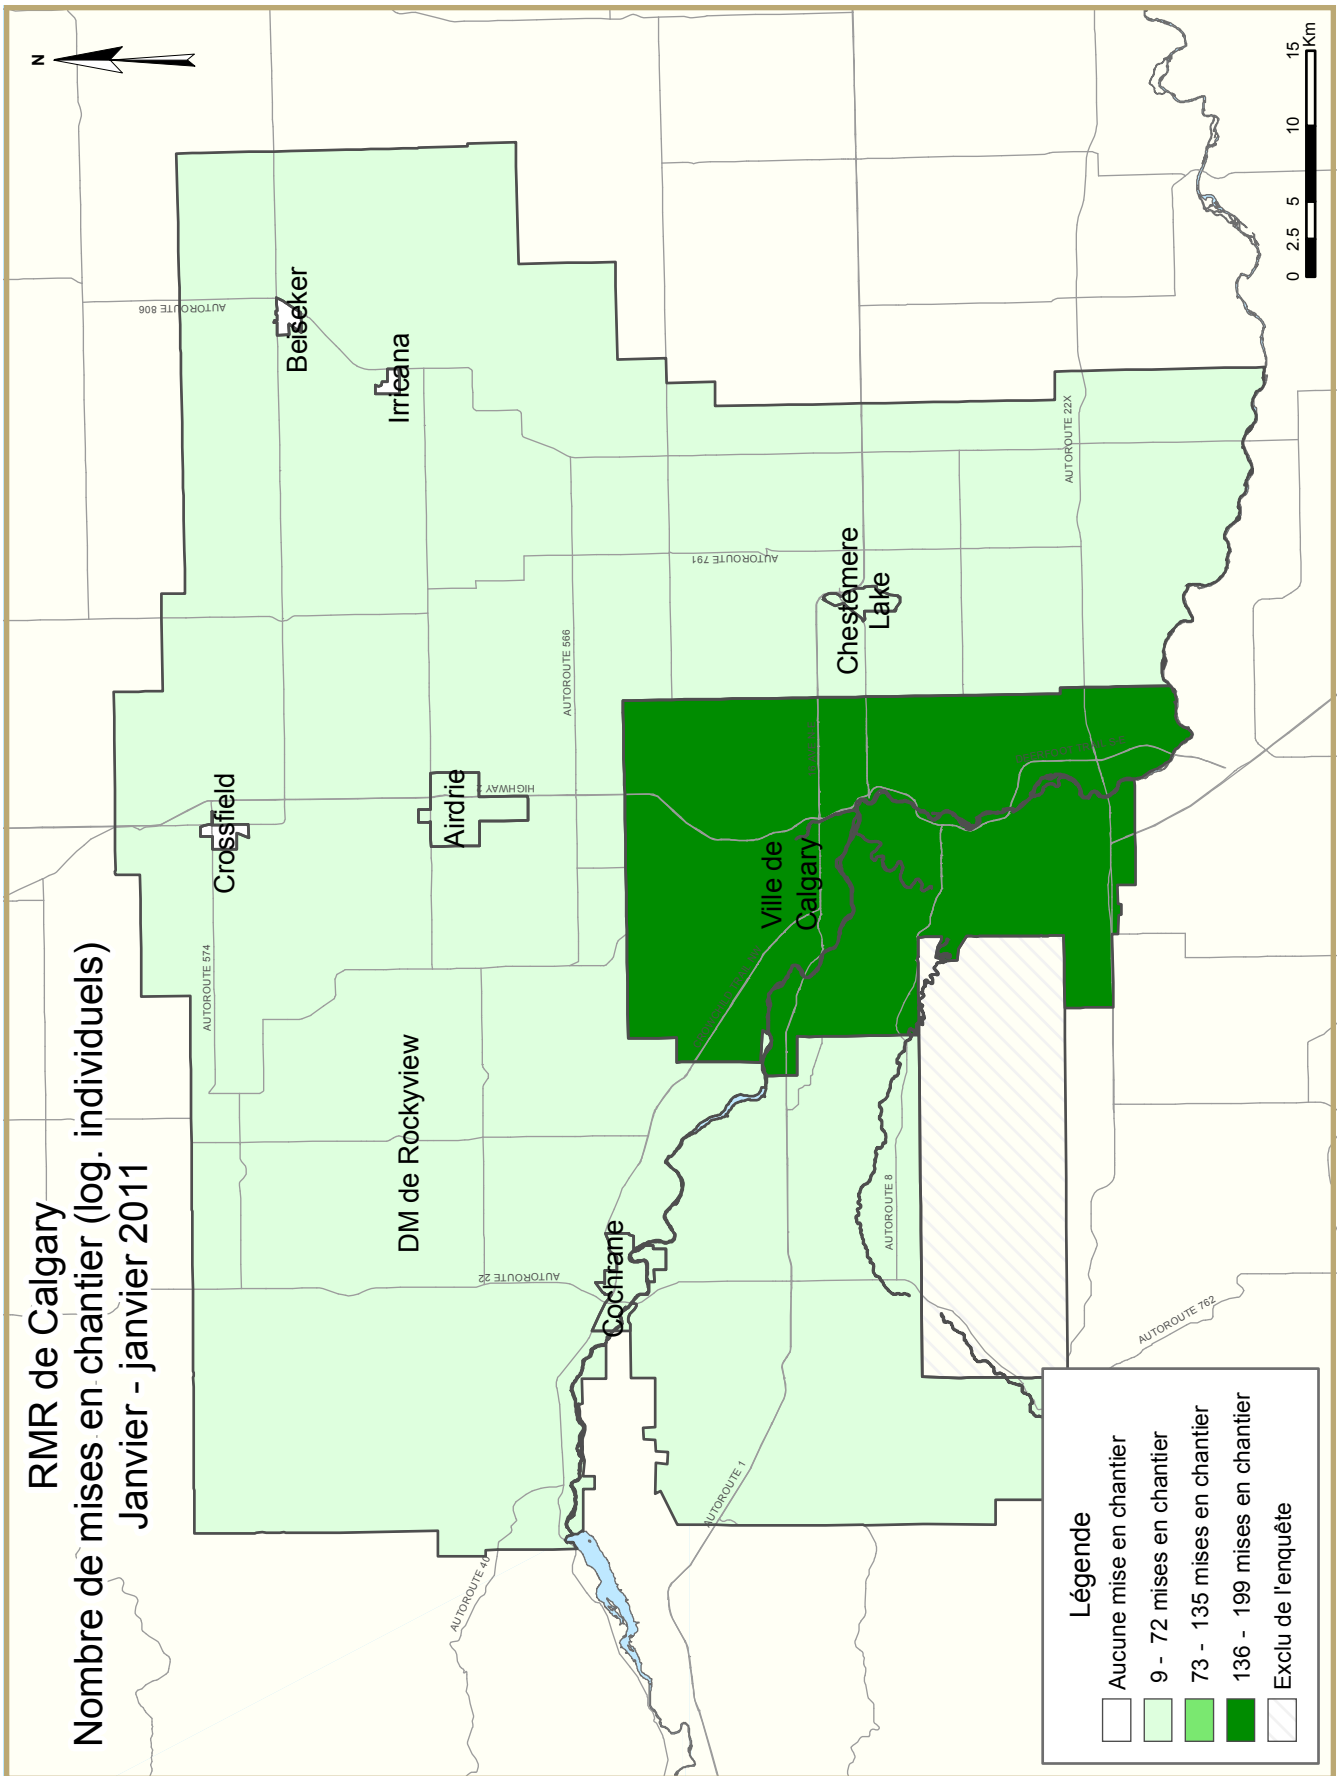 RMR de Calgary
Nombre de mises en chantier (log. individuels)
Janvier - janvier 2011
N
AUTOROUTE 574
AUTOROUTE 806
Crossfield
Beiseker
Irricana
DM de Rockyview
Airdrie
HIGHWAY 2
AUTOROUTE 566
AUTOROUTE 22
AUTOROUTE 40
Cochrane
AUTOROUTE 791
AUTOROUTE 1
Ville de
Calgary
Chestemere
Lake
AUTOROUTE 8
AUTOROUTE 22X
AUTOROUTE 762
Légende
Aucune mise en chantier
9 - 72 mises en chantier
73 - 135 mises en chantier
136 - 199 mises en chantier
Exclu de l'enquête
0 2.5 5 10 15
Km